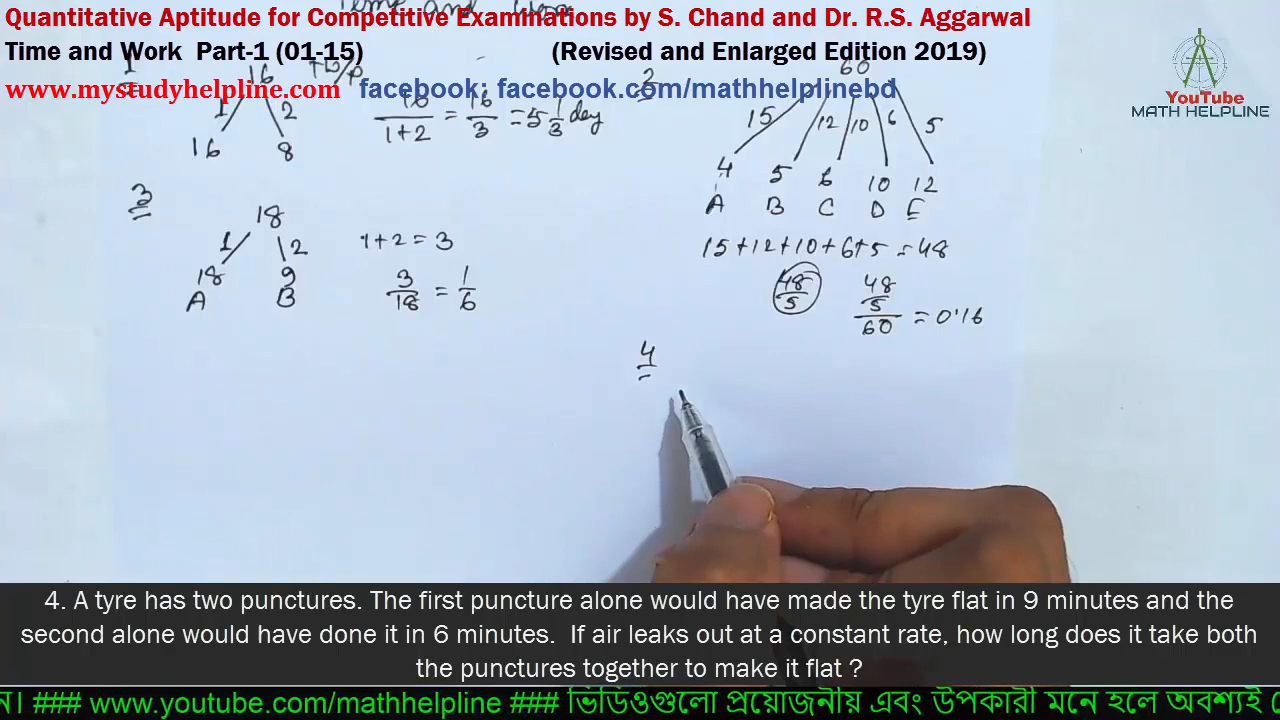 Time and Work
Quantitative Aptitude for Competitive Examinations by S. Chand and Dr. R.S. Aggarwal
Time and Work Part-1 (01-15) (Revised and Enlarged Edition 2019)
www.mystudyhelpline.com facebook; facebook.com/mathhelplinebd
YouTube
MATH HELPLINE
1
16
1 2
16 8
16/1+2 = 16/3 = 5 1/3 day
2
60
15 12 10 6 5
4 5 6 10 12
A B C D E
15+12+10+6+5 = 48
48/5 48/5/60 = 0.16
3
18
1 2
18 9
A B
1+2 = 3
3/18 = 1/6
4
4. A tyre has two punctures. The first puncture alone would have made the tyre flat in 9 minutes and the
second alone would have done it in 6 minutes. If air leaks out at a constant rate, how long does it take both
the punctures together to make it flat ?
ন। ### www.youtube.com/mathhelpline ### ভিডিওগুলো প্রয়োজনীয় এবং উপকারী মনে হলে অবশ্যই